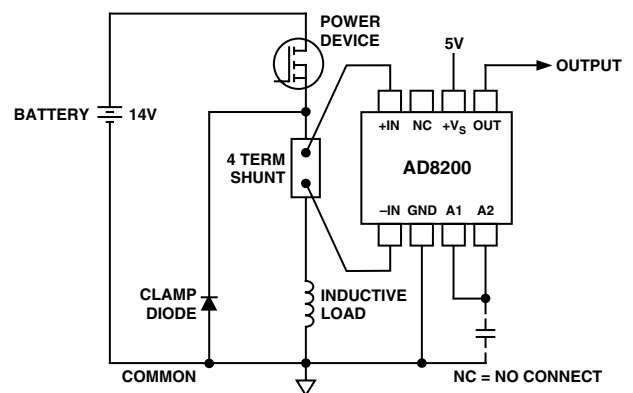 POWER
DEVICE
5V
OUTPUT
BATTERY
14V
+IN
NC
+VS
OUT
4 TERM
SHUNT
AD8200
–IN
GND
A1
A2
CLAMP
DIODE
INDUCTIVE
LOAD
COMMON
NC = NO CONNECT